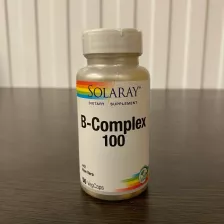 SOLARAY
DIETARY SUPPLEMENT
B-Complex
100
VegCaps